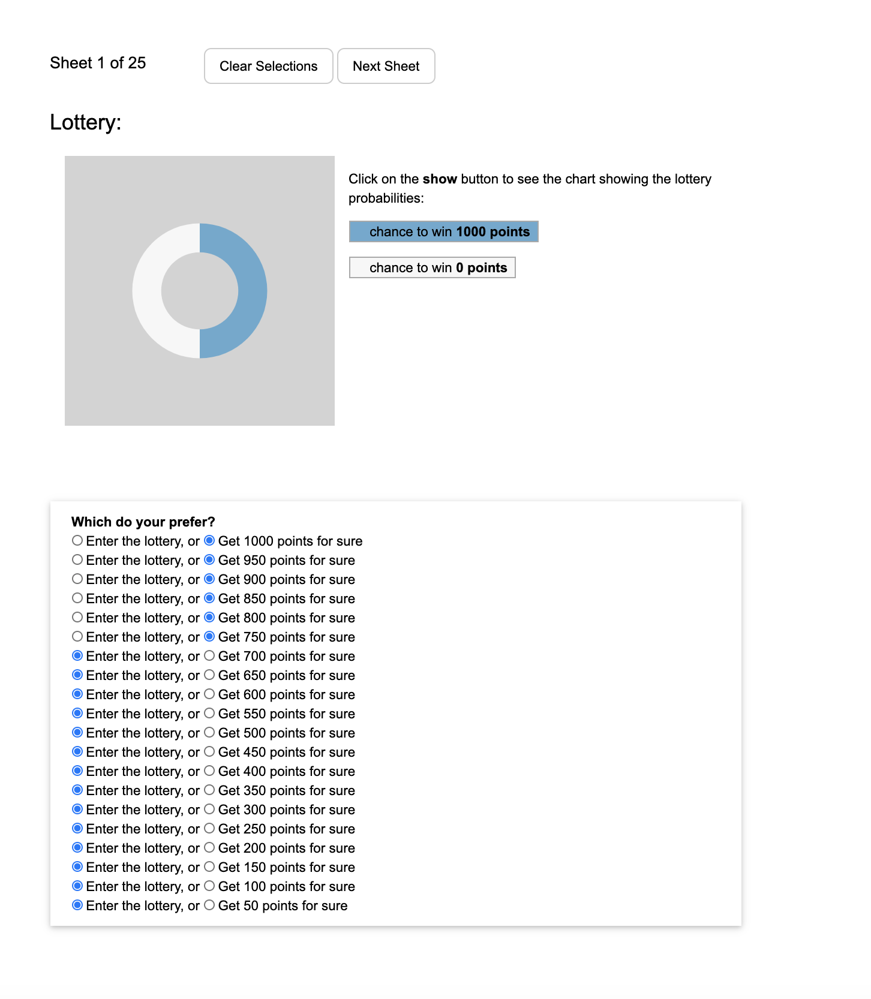 Sheet 1 of 25
Clear Selections
Next Sheet
Lottery:
Click on the show button to see the chart showing the lottery
probabilities:
chance to win 1000 points
chance to win 0 points
Which do your prefer?
Enter the lottery, or Get 1000 points for sure
Enter the lottery, or Get 950 points for sure
Enter the lottery, or Get 900 points for sure
Enter the lottery, or Get 850 points for sure
Enter the lottery, or Get 800 points for sure
Enter the lottery, or Get 750 points for sure
Enter the lottery, or Get 700 points for sure
Enter the lottery, or Get 650 points for sure
Enter the lottery, or Get 600 points for sure
Enter the lottery, or Get 550 points for sure
Enter the lottery, or Get 500 points for sure
Enter the lottery, or Get 450 points for sure
Enter the lottery, or Get 400 points for sure
Enter the lottery, or Get 350 points for sure
Enter the lottery, or Get 300 points for sure
Enter the lottery, or Get 250 points for sure
Enter the lottery, or Get 200 points for sure
Enter the lottery, or Get 150 points for sure
Enter the lottery, or Get 100 points for sure
Enter the lottery, or Get 50 points for sure